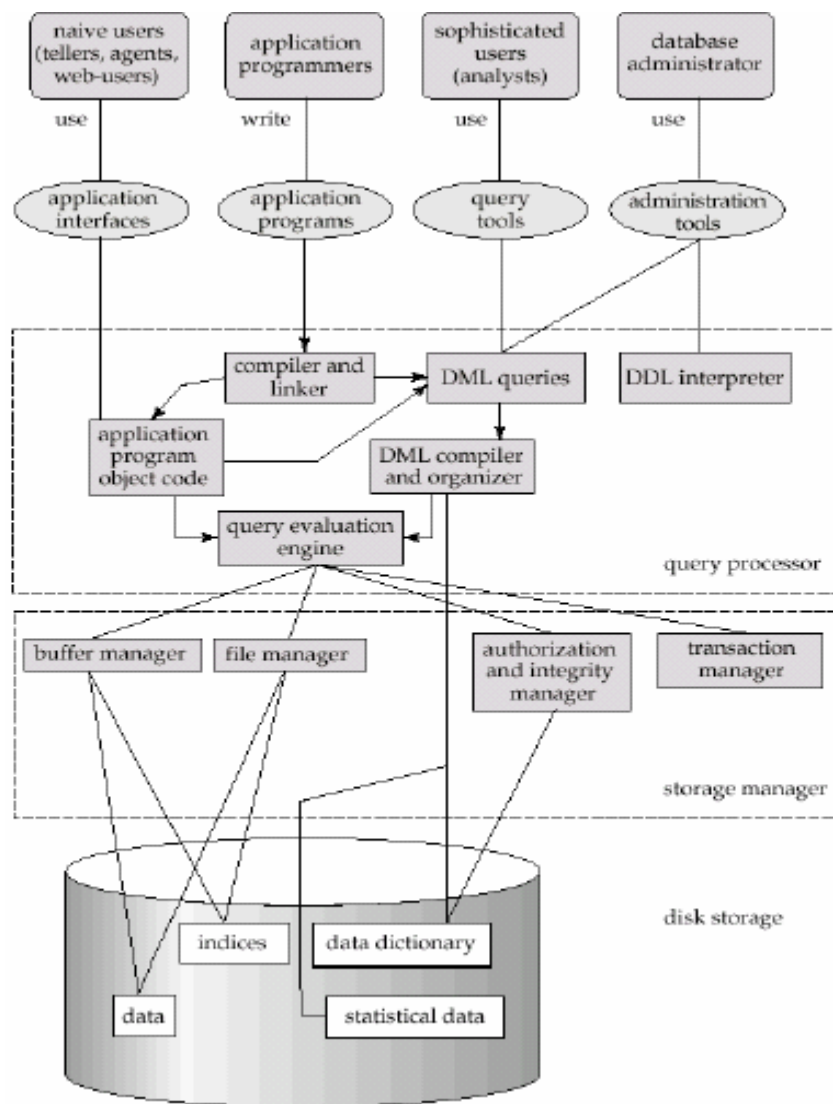 naive users
(tellers, agents,
web-users)
application
programmers
sophisticated
users
(analysts)
database
administrator
use
write
use
use
application
interfaces
application
programs
query
tools
administration
tools
compiler and
linker
DML queries
DDL interpreter
application
program
object code
DML compiler
and organizer
query evaluation
engine
query processor
buffer manager
file manager
authorization
and integrity
manager
transaction
manager
storage manager
disk storage
indices
data dictionary
data
statistical data